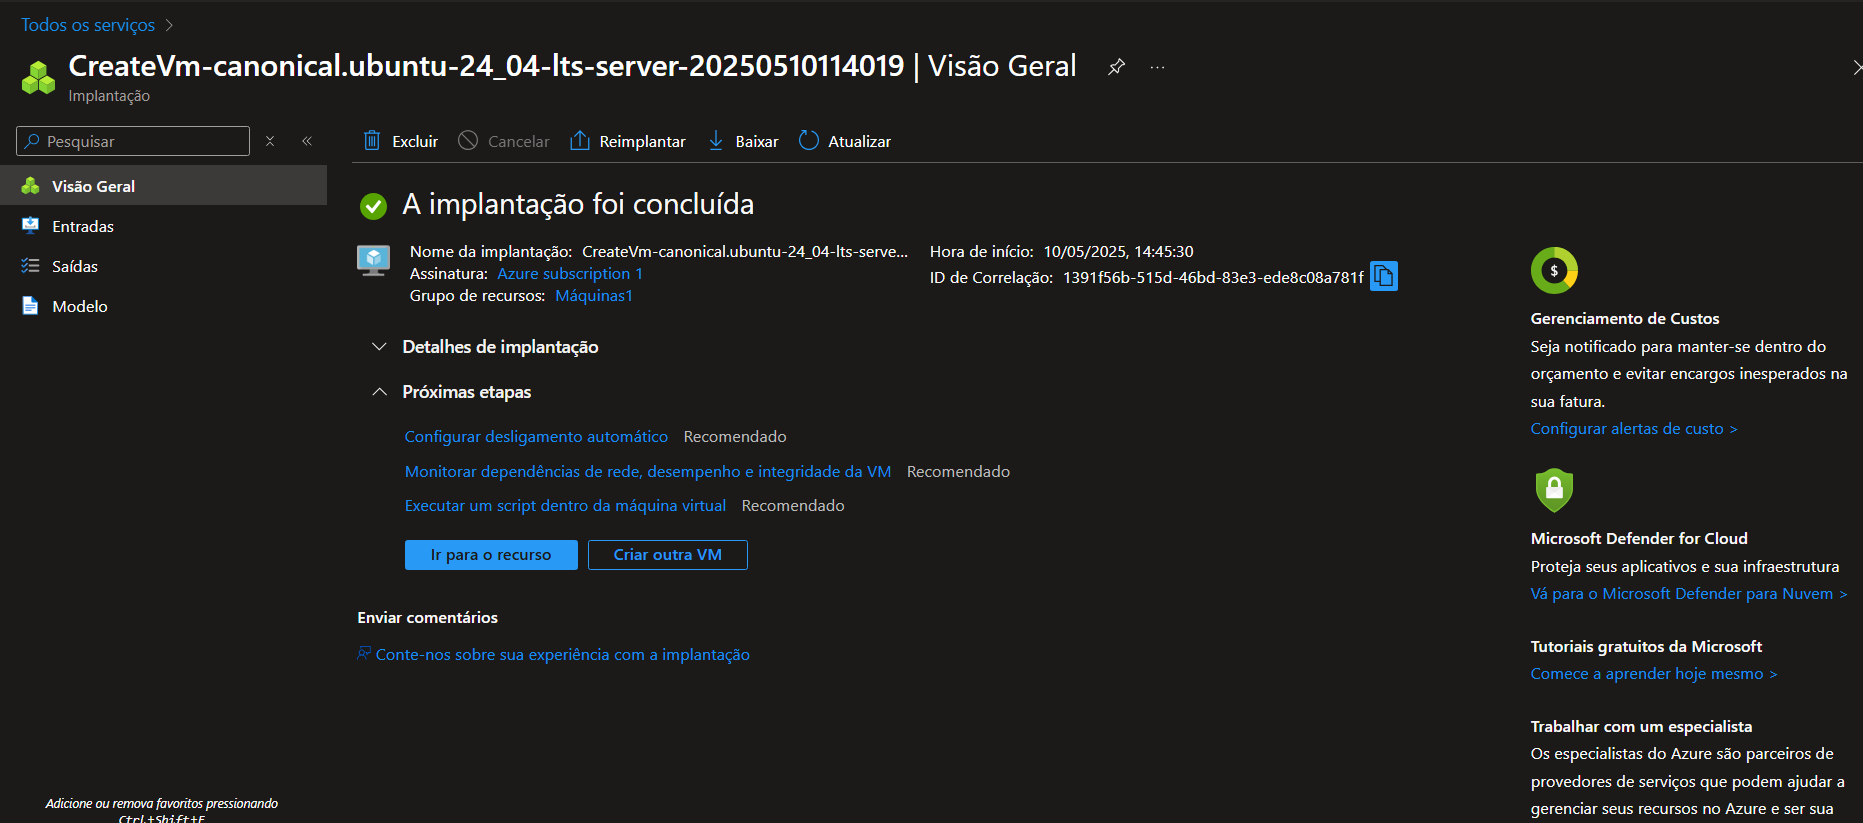 Todos os serviços >
CreateVm-canonical.ubuntu-24_04-lts-server-20250510114019 | Visão Geral
Implantação
Pesquisar
Visão Geral
Entradas
Saídas
Modelo
Excluir Cancelar Reimplantar Baixar Atualizar
A implantação foi concluída
Nome da implantação: CreateVm-canonical.ubuntu-24_04-lts-serve...
Assinatura: Azure subscription 1
Grupo de recursos: Máquinas1
Hora de início: 10/05/2025, 14:45:30
ID de Correlação: 1391f56b-515d-46bd-83e3-ede8c08a781f
Detalhes de implantação
Próximas etapas
Configurar desligamento automático Recomendado
Monitorar dependências de rede, desempenho e integridade da VM Recomendado
Executar um script dentro da máquina virtual Recomendado
Ir para o recurso Criar outra VM
Enviar comentários
Conte-nos sobre sua experiência com a implantação
$
Gerenciamento de Custos
Seja notificado para manter-se dentro do
orçamento e evitar encargos inesperados na
sua fatura.
Configurar alertas de custo >
Microsoft Defender for Cloud
Proteja seus aplicativos e sua infraestrutura
Vá para o Microsoft Defender para Nuvem >
Tutoriais gratuitos da Microsoft
Comece a aprender hoje mesmo >
Trabalhar com um especialista
Os especialistas do Azure são parceiros de
provedores de serviços que podem ajudar a
gerenciar seus recursos no Azure e ser sua
Adicione ou remova favoritos pressionando
Ctrl+Shift+F